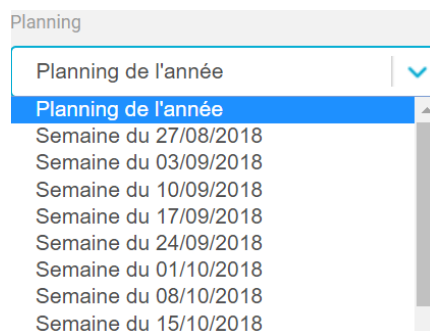 Planning
Planning de l'année
Planning de l'année
Semaine du 27/08/2018
Semaine du 03/09/2018
Semaine du 10/09/2018
Semaine du 17/09/2018
Semaine du 24/09/2018
Semaine du 01/10/2018
Semaine du 08/10/2018
Semaine du 15/10/2018